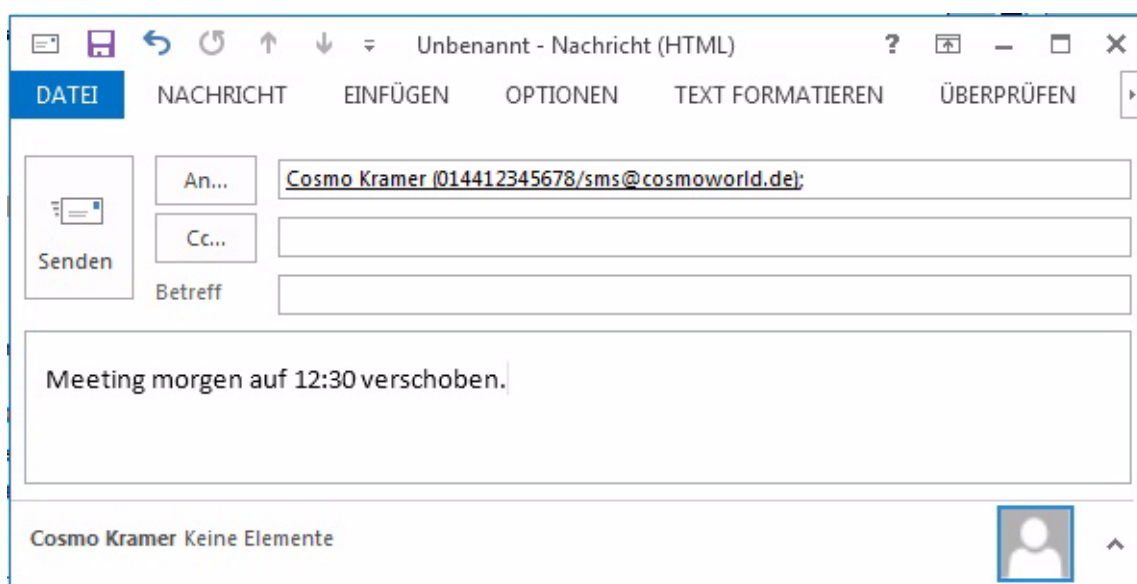 Unbenannt - Nachricht (HTML) ?
DATEI NACHRICHT EINFÜGEN OPTIONEN TEXT FORMATIEREN ÜBERPRÜFEN
An... Cosmo Kramer (014412345678/sms@cosmoworld.de);
Cc...
Senden
Betreff
Meeting morgen auf 12:30 verschoben.
Cosmo Kramer Keine Elemente